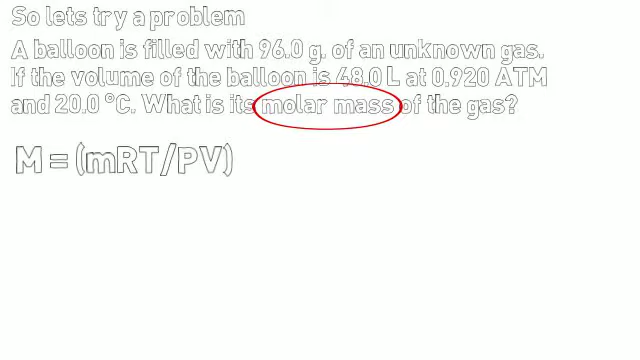 So lets try a problem
A balloon is filled with 96.0 g. of an unknown gas.
If the volume of the balloon is 48.0 L at 0.920 ATM
and 20.0 °C. What is its molar mass of the gas?
M = (mRT/PV)